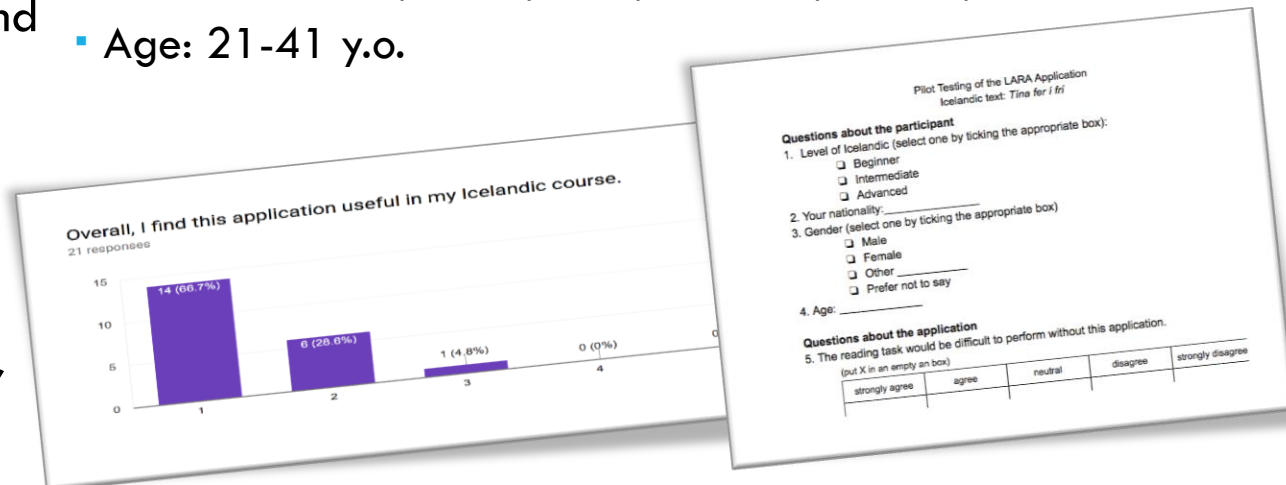 nd
▪ Age: 21-41 y.o.
Overall, I find this application useful in my Icelandic course.
21 responses
15
10
5
0
14 (66.7%)
6 (28.6%)
1 (4.8%)
0 (0%)
1
2
3
4
Pilot Testing of the LARA Application
Icelandic text: Tína fer í frí
Questions about the participant
1. Level of Icelandic (select one by ticking the appropriate box):
❏ Beginner
❏ Intermediate
❏ Advanced
2. Your nationality:
3. Gender (select one by ticking the appropriate box)
❏ Male
❏ Female
❏ Other
❏ Prefer not to say
4. Age:
Questions about the application
5. The reading task would be difficult to perform without this application.
(put X in an empty an box)
strongly agree agree neutral disagree strongly disagree